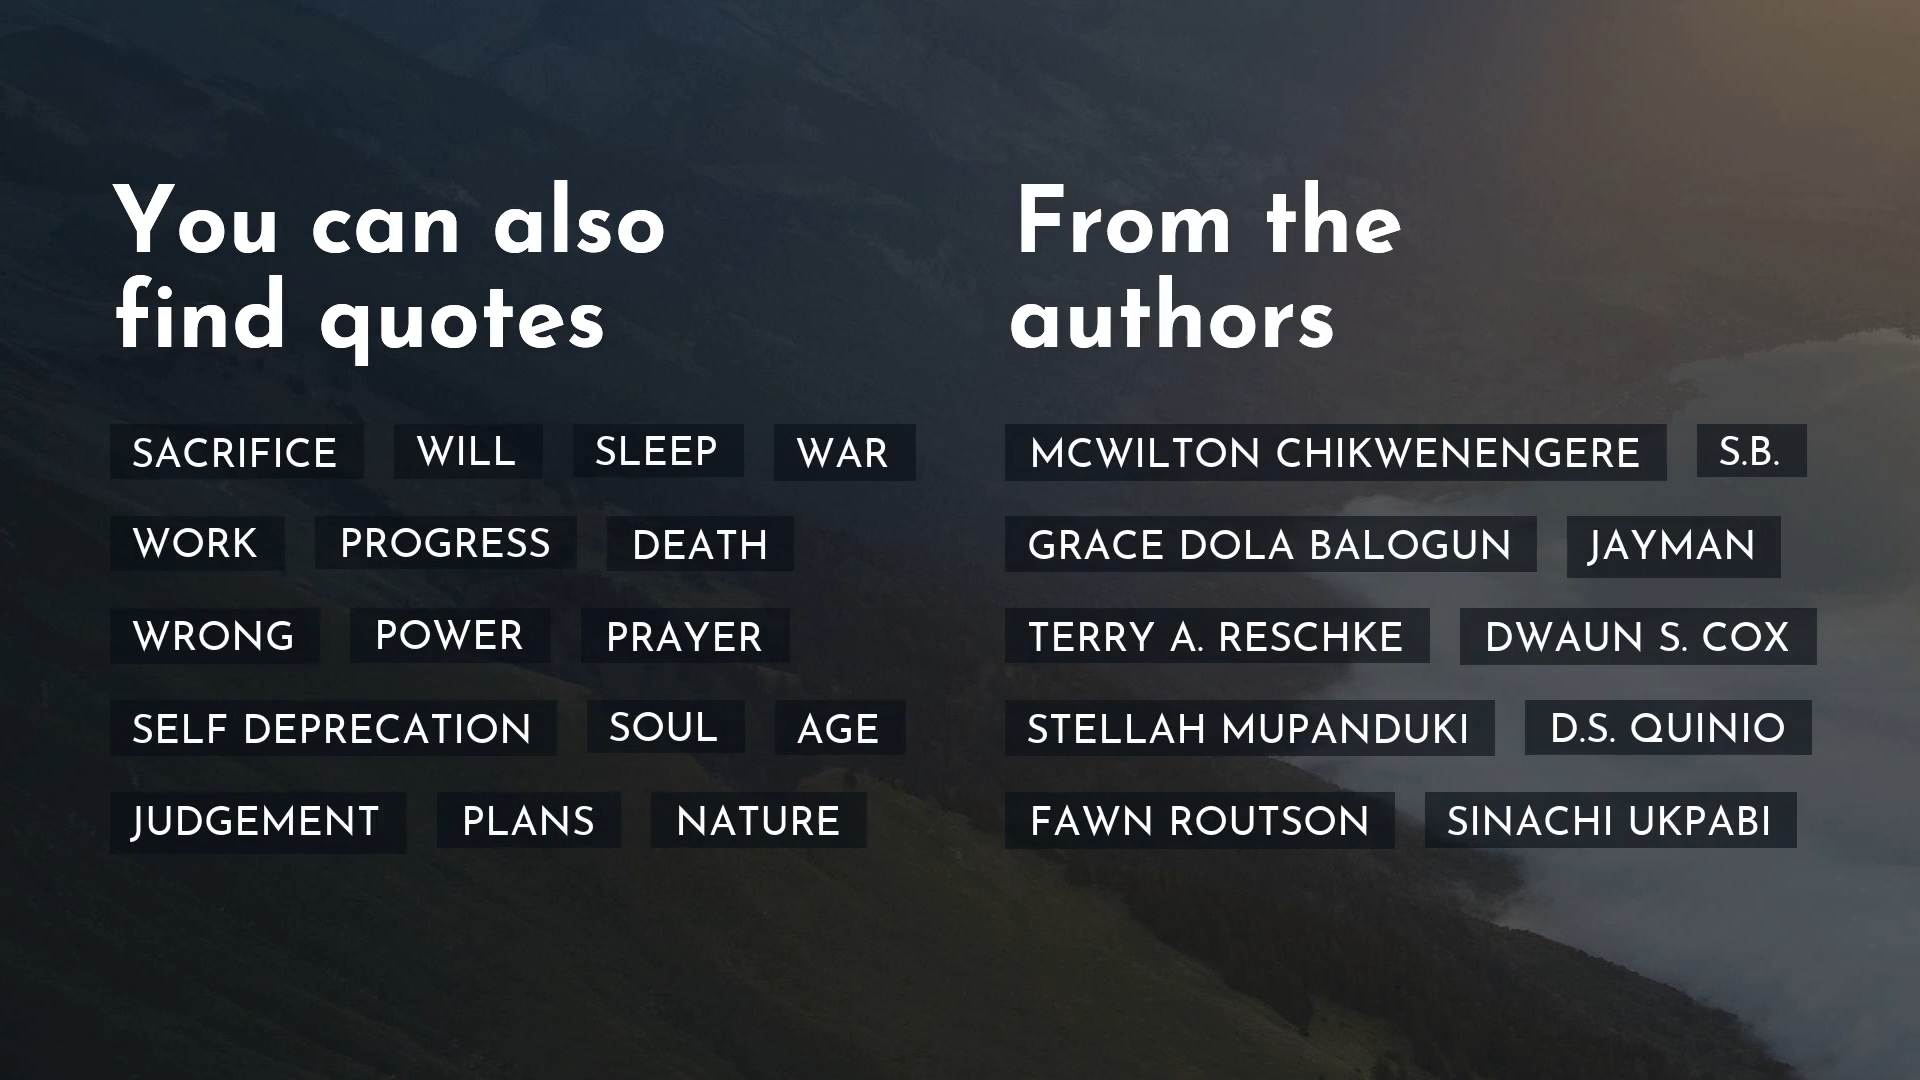 You can also
find quotes
SACRIFICE WILL SLEEP WAR
WORK PROGRESS DEATH
WRONG POWER PRAYER
SELF DEPRECATION SOUL AGE
JUDGEMENT PLANS NATURE
From the
authors
MCWILTON CHIKWENENGERE S.B.
GRACE DOLA BALOGUN JAYMAN
TERRY A. RESCHKE DWAUN S. COX
STELLAH MUPANDUKI D.S. QUINIO
FAWN ROUTSON SINACHI UKPABI